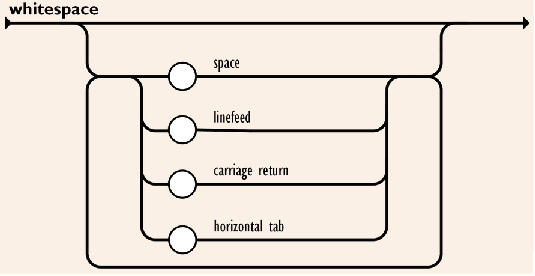 whitespace
space
linefeed
carriage return
horizontal tab